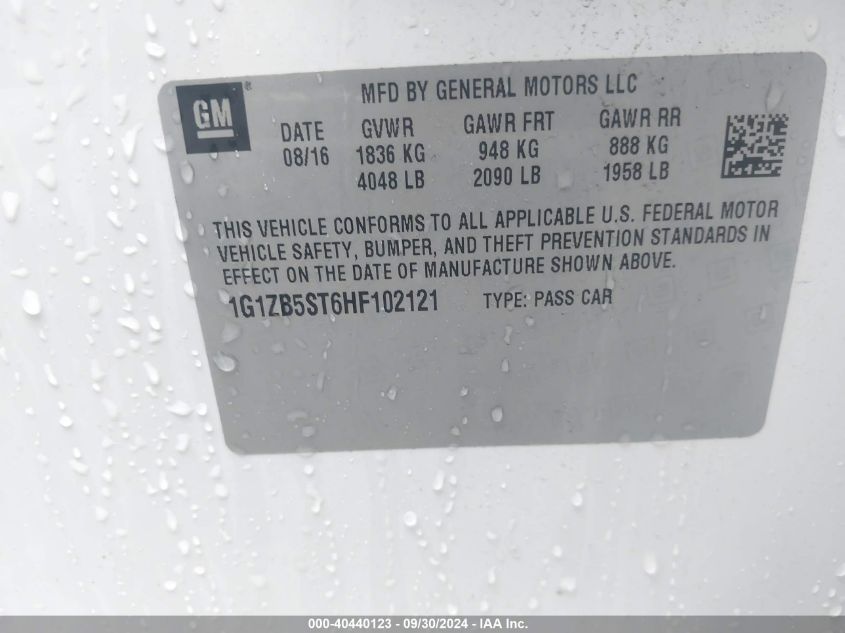 GM
MFD BY GENERAL MOTORS LLC
DATE GVWR GAWR FRT GAWR RR
08/16 1836 KG 948 KG 888 KG
4048 LB 2090 LB 1958 LB
THIS VEHICLE CONFORMS TO ALL APPLICABLE U.S. FEDERAL MOTOR
VEHICLE SAFETY, BUMPER, AND THEFT PREVENTION STANDARDS IN
EFFECT ON THE DATE OF MANUFACTURE SHOWN ABOVE.
1G1ZB5ST6HF102121 TYPE: PASS CAR
000-40440123 - 09/30/2024 - IAA Inc.